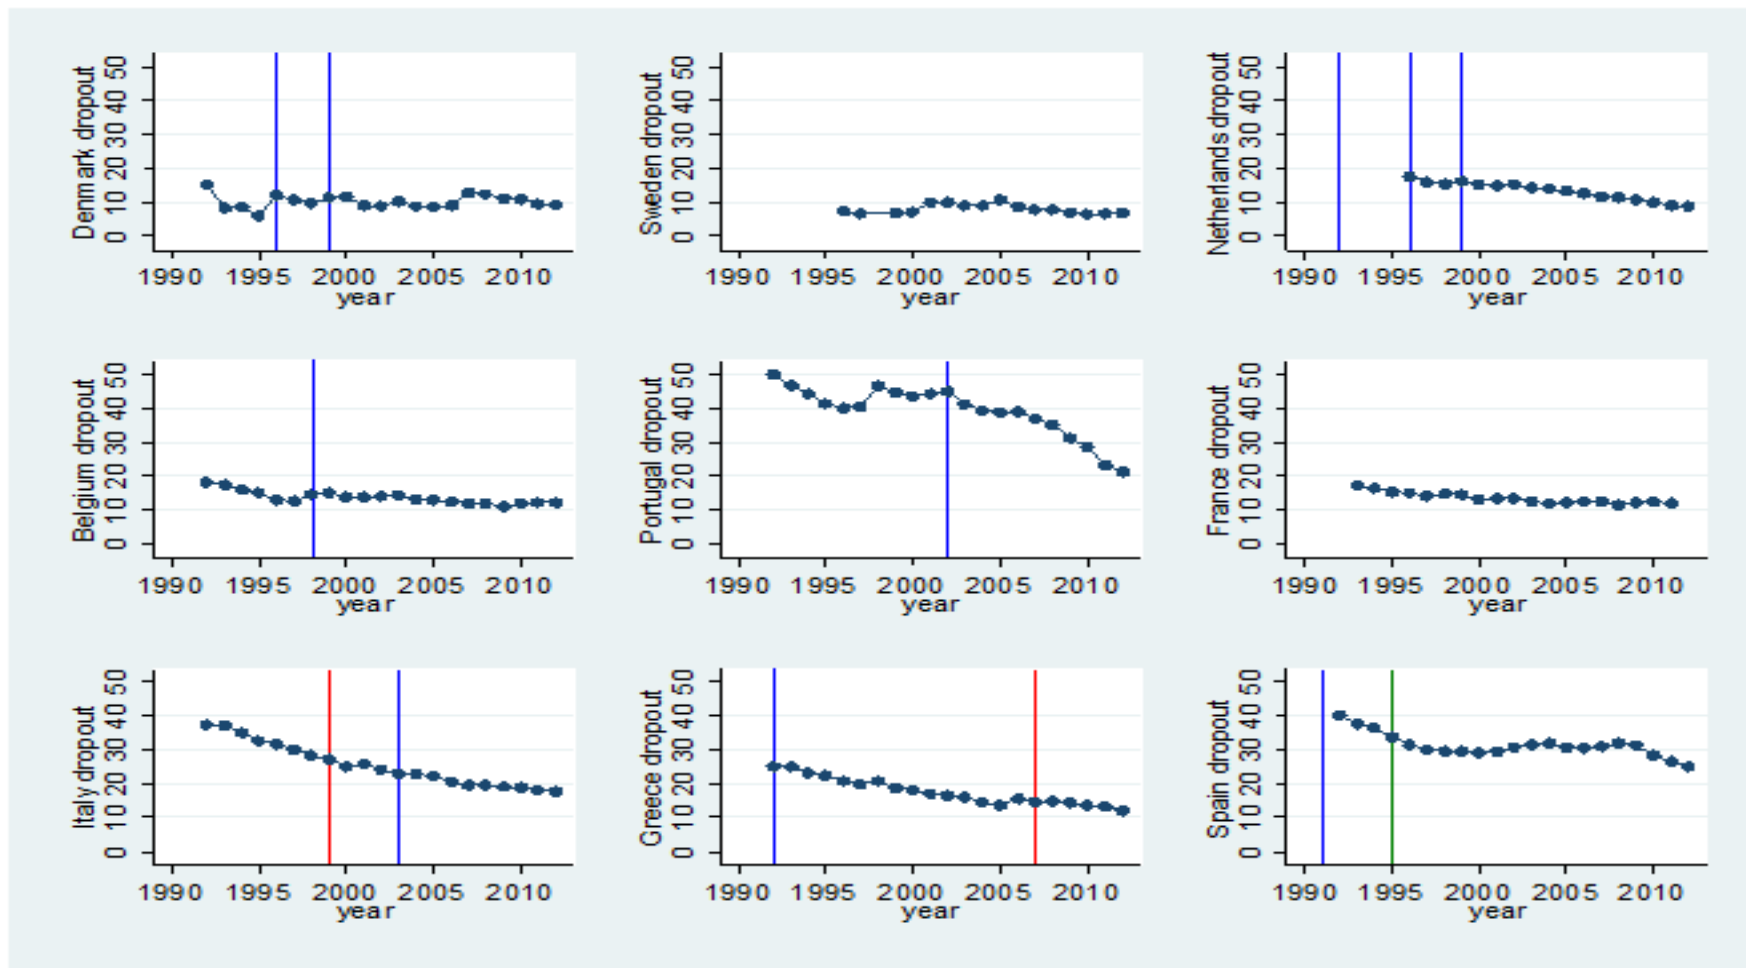 Denmark dropout
0 10 20 30 40 50
1990 1995 2000 2005 2010
year
Sweden dropout
0 10 20 30 40 50
1990 1995 2000 2005 2010
year
Netherlands dropout
0 10 20 30 40 50
1990 1995 2000 2005 2010
year
Belgium dropout
0 10 20 30 40 50
1990 1995 2000 2005 2010
year
Portugal dropout
0 10 20 30 40 50
1990 1995 2000 2005 2010
year
France dropout
0 10 20 30 40 50
1990 1995 2000 2005 2010
year
Italy dropout
0 10 20 30 40 50
1990 1995 2000 2005 2010
year
Greece dropout
0 10 20 30 40 50
1990 1995 2000 2005 2010
year
Spain dropout
0 10 20 30 40 50
1990 1995 2000 2005 2010
year